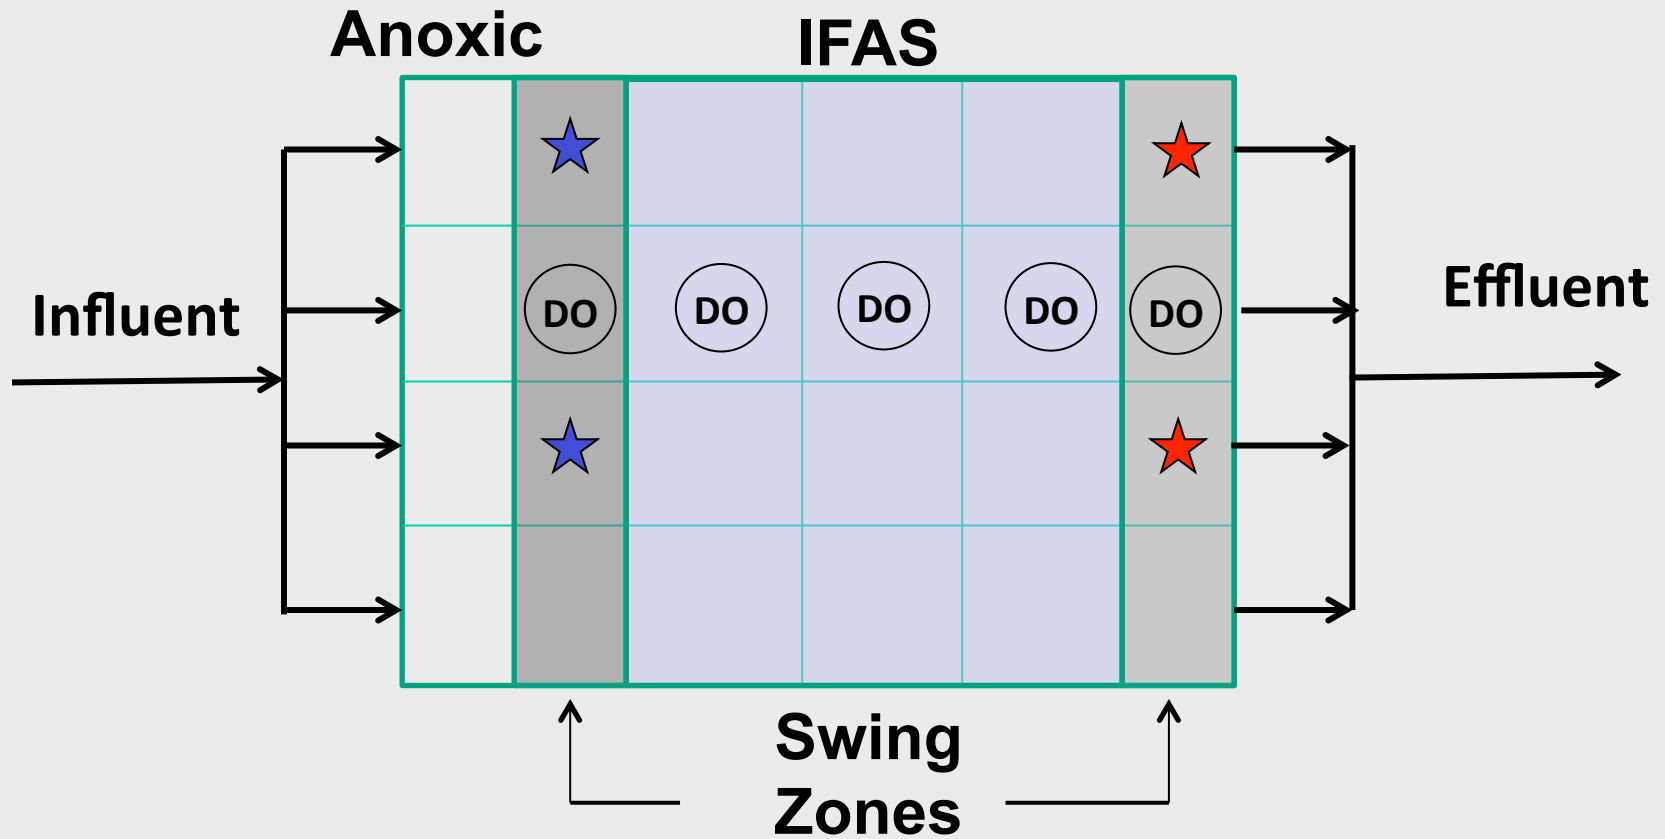 Anoxic
IFAS
Influent
DO
DO
DO
DO
DO
Effluent
Swing
Zones